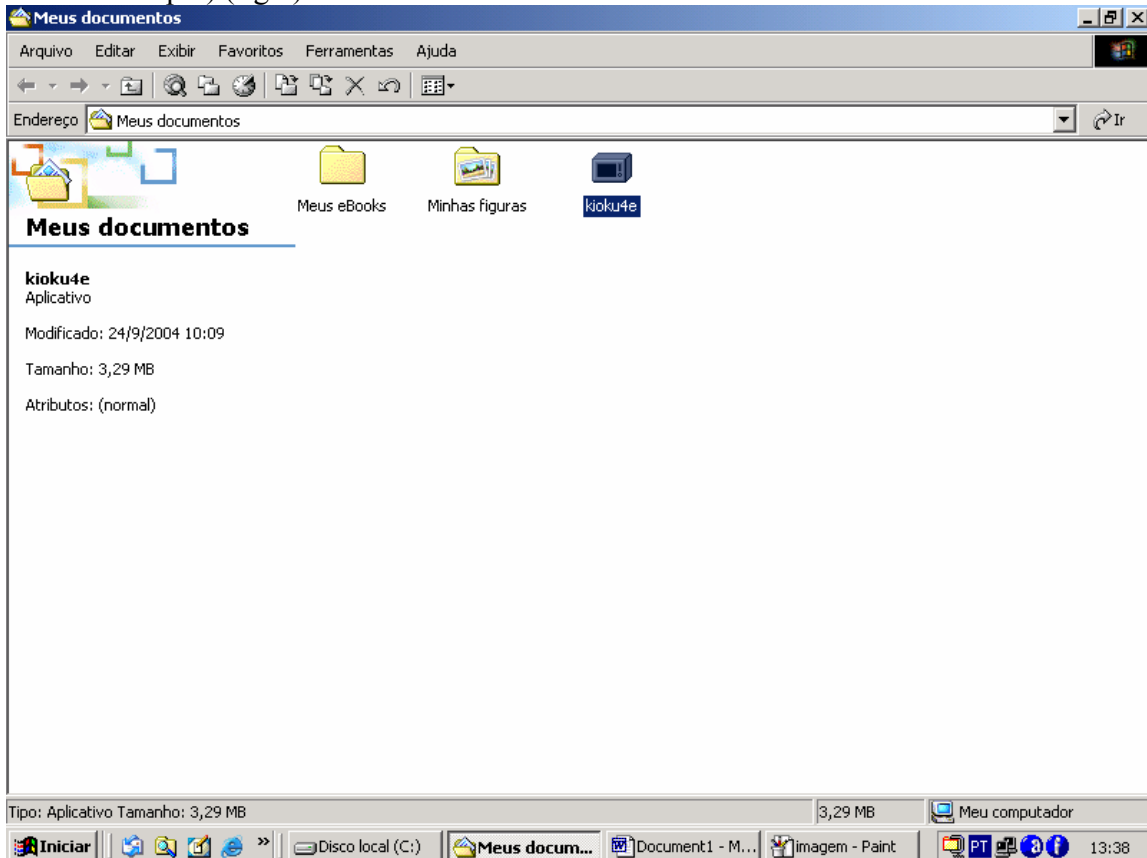 Meus documentos
Arquivo Editar Exibir Favoritos Ferramentas Ajuda
Endereço Meus documentos Ir
Meus eBooks Minhas figuras kioku4e
Meus documentos
kioku4e
Aplicativo
Modificado: 24/9/2004 10:09
Tamanho: 3,29 MB
Atributos: (normal)
Tipo: Aplicativo Tamanho: 3,29 MB 3,29 MB Meu computador
Iniciar » Disco local (C:) Meus docum... Document1 - M... imagem - Paint PT 13:38